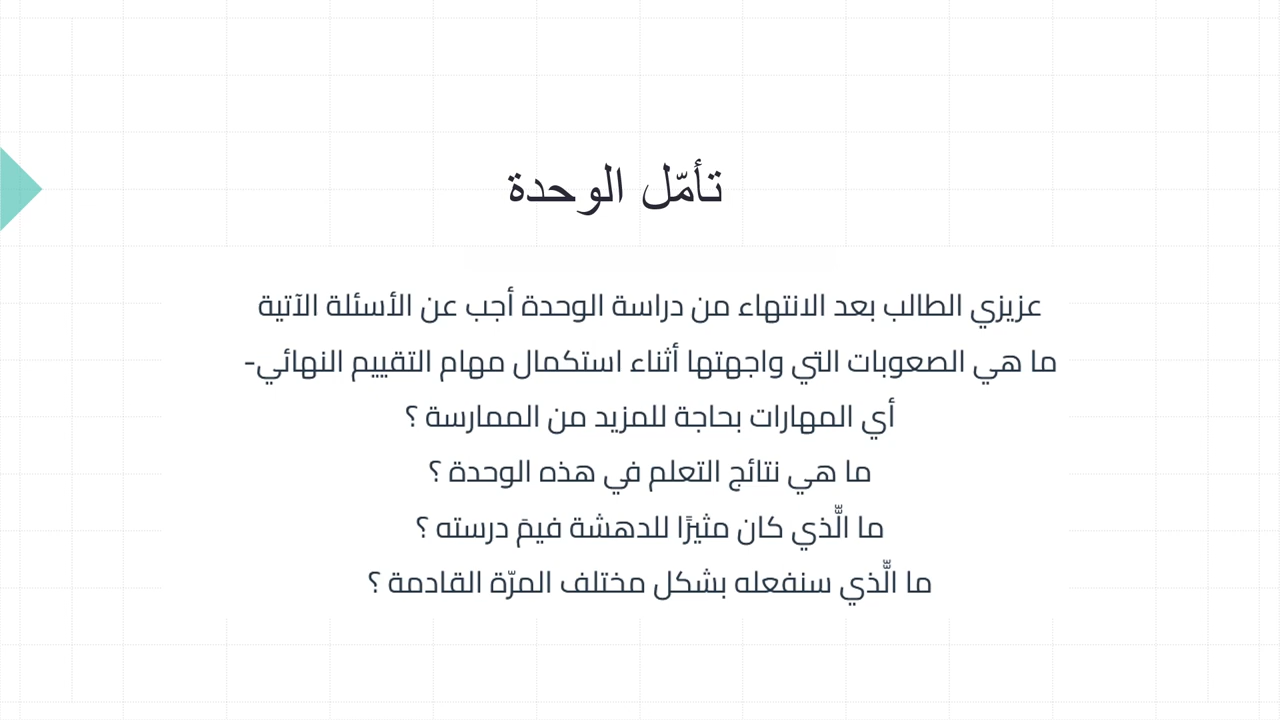 تأمّل الوحدة
عزيزي الطالب بعد الانتهاء من دراسة الوحدة أجب عن الأسئلة الآتية
ما هي الصعوبات التي واجهتها أثناء استكمال مهام التقييم النهائي-
أي المهارات بحاجة للمزيد من الممارسة ؟
ما هي نتائج التعلم في هذه الوحدة ؟
ما الَّذي كان مثيرًا للدهشة فيمَ درسته ؟
ما الَّذي سنفعله بشكل مختلف المرّة القادمة ؟